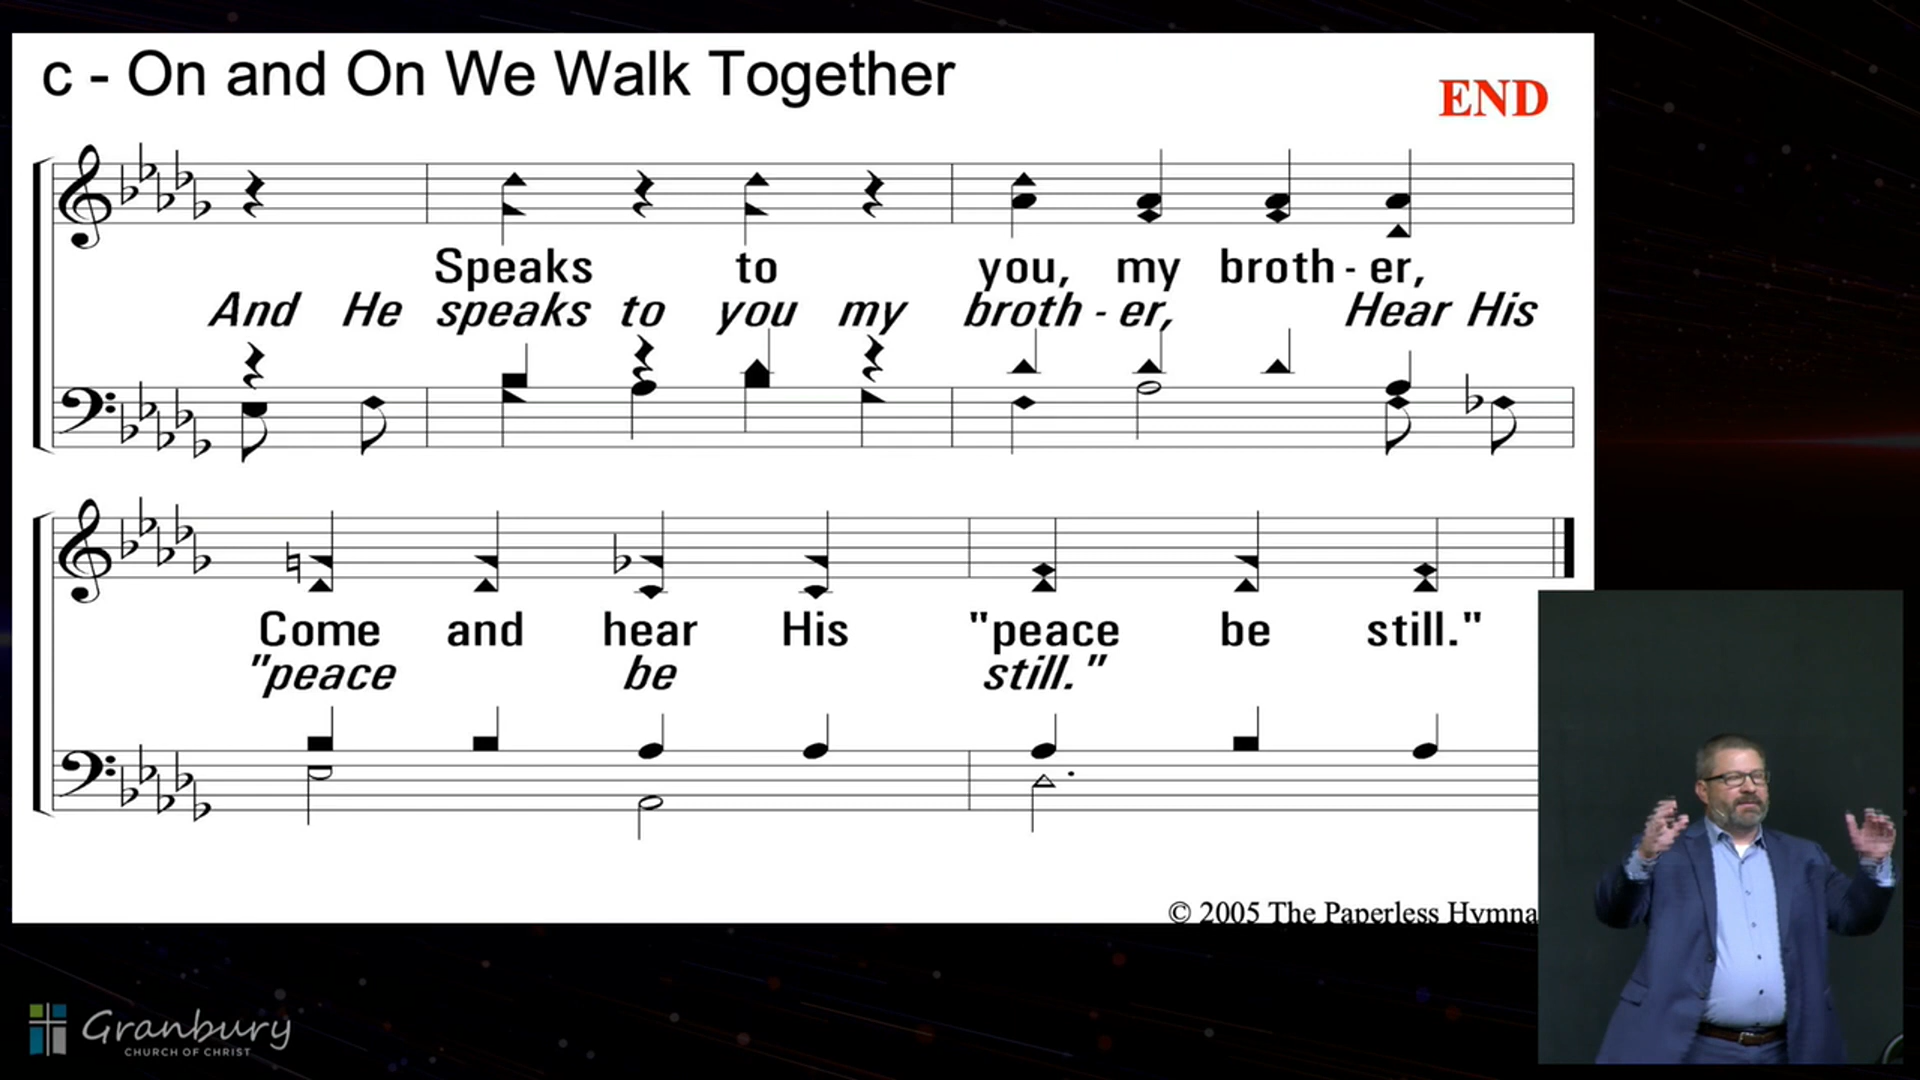 c - On and On We Walk Together
END
Speaks to you, my broth - er,
And He speaks to you my broth - er, Hear His
Come and hear His "peace be still."
"peace be still."
© 2005 The Paperless Hymna
Granbury
CHURCH OF CHRIST